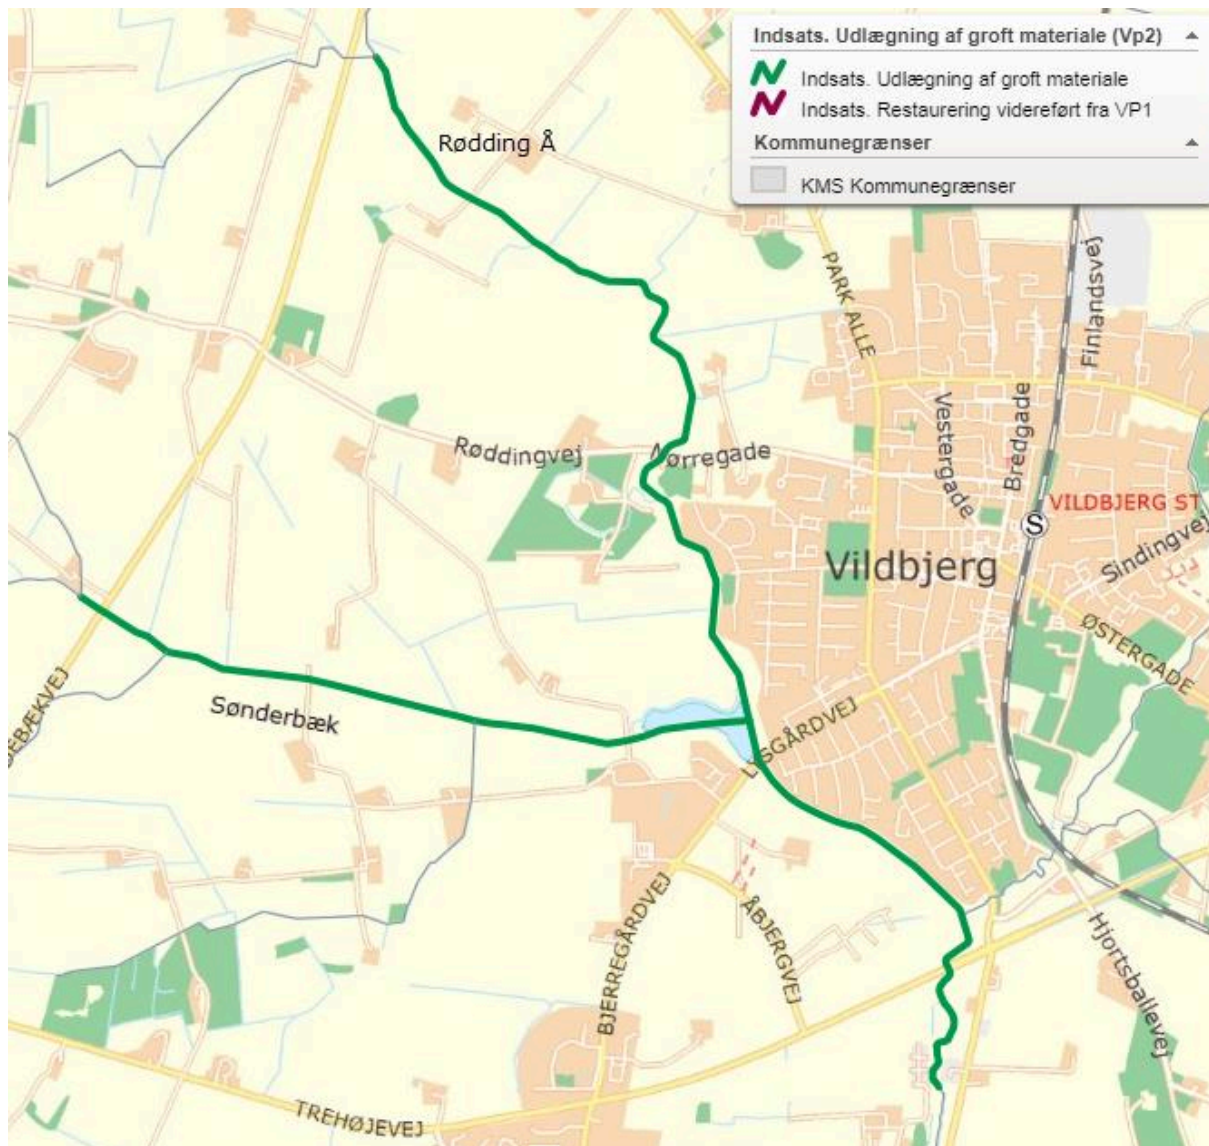 Indsats. Udlægning af groft materiale (Vp2)
Indsats. Udlægning af groft materiale
Indsats. Restaurering videreført fra VP1
Kommunegrænser
KMS Kommunegrænser
Rødding Å
PARK ALLE
Finlandsvej
Bredgade
Vestergade
Røddingvej
Nørregade
VILDBJERG ST
S
Sindingvej
Vildbjerg
ØSTERGADE
Sønderbæk
EBÆKVEJ
LYSGÅRDVEJ
ÅBJERGVEJ
BJERREGÅRDVEJ
Hjortsballevej
TREHØJEVEJ